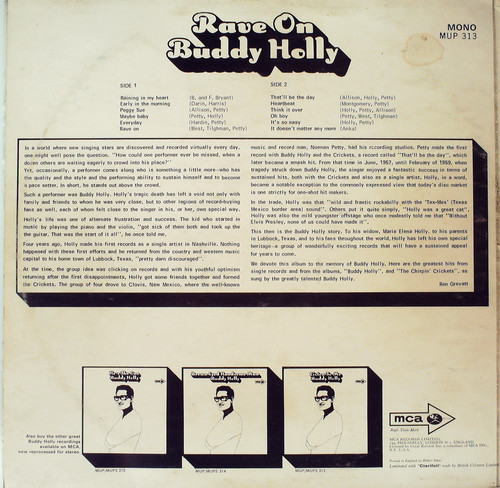 Rave On
Buddy Holly
MONO
MUP 313
SIDE 1
Raining in my heart (B. and F. Bryant)
Early in the morning (Darin, Harris)
Peggy Sue (Allison, Petty)
Maybe baby (Petty, Holly)
Everyday (Hardin, Petty)
Rave on (West, Tilghman, Petty)
SIDE 2
That'll be the day (Allison, Holly, Petty)
Heartbeat (Montgomery, Petty)
Think it over (Holly, Petty, Allison)
Oh boy (Petty, West, Tilghman)
It's so easy (Holly, Petty)
It doesn't matter any more (Anka)
In a world where new singing stars are discovered and recorded virtually every day,
one might well pose the question. "How could one performer ever be missed, when a
dozen others are waiting eagerly to crowd into his place?"
Yet, occasionally, a performer comes along who is something a little more—who has
the quality and the style and the performing ability to sustain himself and to become
a pace setter. In short, he stands out above the crowd.
Such a performer was Buddy Holly. Holly's tragic death has left a void not only with
family and friends to whom he was very close, but to other legions of record-buying
fans as well, each of whom felt close to the singer in his, or her, own special way.
Holly's life was one of alternate frustration and success. The kid who started in
music by playing the piano and the violin, "got sick of them both and took up the
guitar. That was the start of it all", he once told me.
Four years ago, Holly made his first records as a single artist in Nashville. Nothing
happened with these first efforts and he returned from the country and western music
capital to his home town of Lubbock, Texas, "pretty darn discouraged".
At the time, the group idea was clicking on records and with his youthful optimism
returning after the first disappointments, Holly got some friends together and formed
the Crickets. The group of four drove to Clovis, New Mexico, where the well-known
music and record man, Norman Petty, had his recording studios. Petty made the first
record with Buddy Holly and the Crickets, a record called "That'll be the day", which
later became a smash hit. From that time in June, 1957, until February of 1959, when
tragedy struck down Buddy Holly, the singer enjoyed a fantastic success in terms of
sustained hits, both with the Crickets and also as a single artist. Holly, in a word,
became a notable exception to the commonly expressed view that today's disc market
is one strictly for one-shot hit makers.
In the trade, Holly was the "wild and frantic rockabilly with the 'Tex-Mex' (Texas
Mexico border area) sound". Others put it quite simply, "Holly was a great cat".
Holly was also the mild youngster offstage who once modestly told me that "Without
Elvis Presley, none of us could have made it".
This then is the Buddy Holly story. To his widow, Maria Elena Holly, to his parents
in Lubbock, Texas, and to his fans throughout the world, Holly has left his own special
heritage—a group of wonderfully exciting records that will have a sustained appeal
for years to come.
We devote this album to the memory of Buddy Holly. Here are the greatest hits from
single records and from the albums, "Buddy Holly", and "The Chirpin' Crickets", as
sung by the greatly talented Buddy Holly.
Ren Grevatt
Also buy the other great
Buddy Holly recordings
available on MCA,
now reprocessed for stereo.
He's The One
Buddy Holly
Brown Eyed Handsome Man
Buddy Holly
Listen To Me
Buddy Holly
MUP/MUPS 315
MUP/MUPS 314
MUP/MUPS 312
mca
Regd. Trade Mark
MCA RECORDS LIMITED,